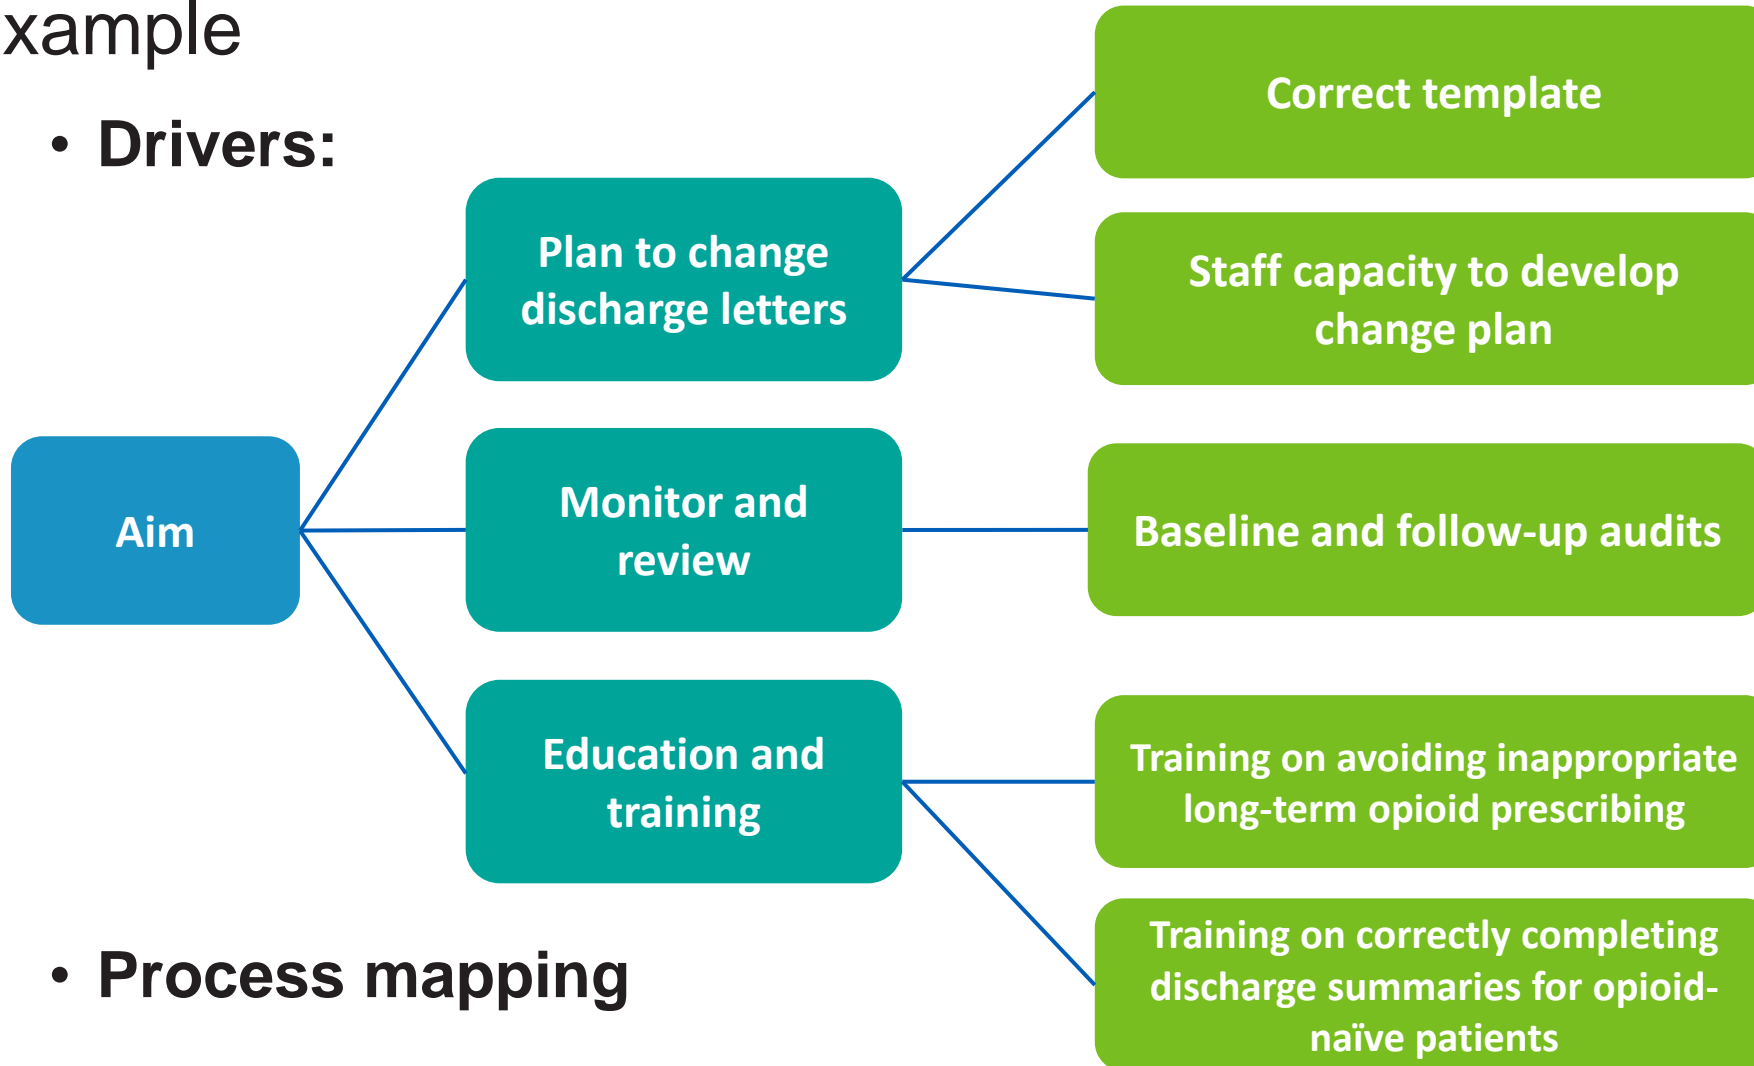 xample
• Drivers:
Aim
Plan to change
discharge letters
Monitor and
review
Education and
training
Correct template
Staff capacity to develop
change plan
Baseline and follow-up audits
Training on avoiding inappropriate
long-term opioid prescribing
Training on correctly completing
discharge summaries for opioid-
naïve patients
• Process mapping